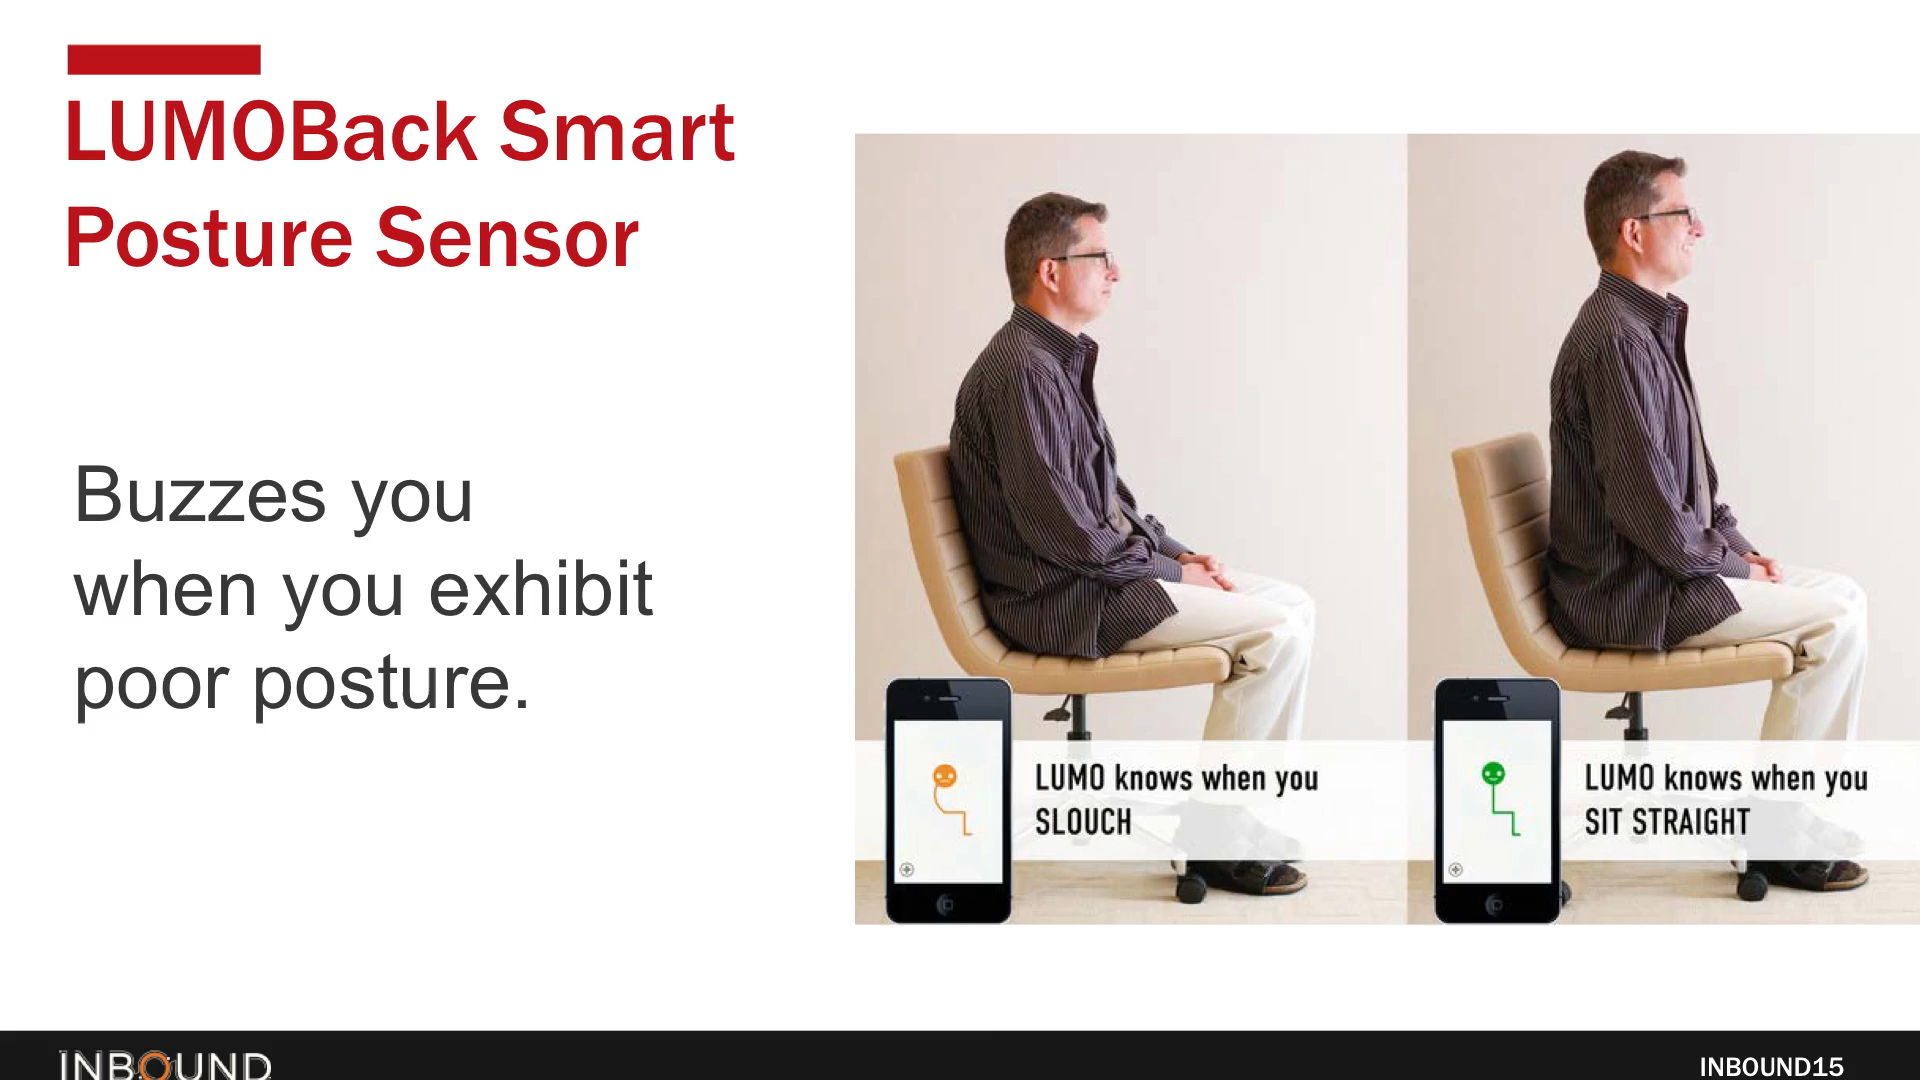 LUMOBack Smart
Posture Sensor
Buzzes you
when you exhibit
poor posture.
LUMO knows when you
SLOUCH
LUMO knows when you
SIT STRAIGHT
INBOUND
INBOUND15